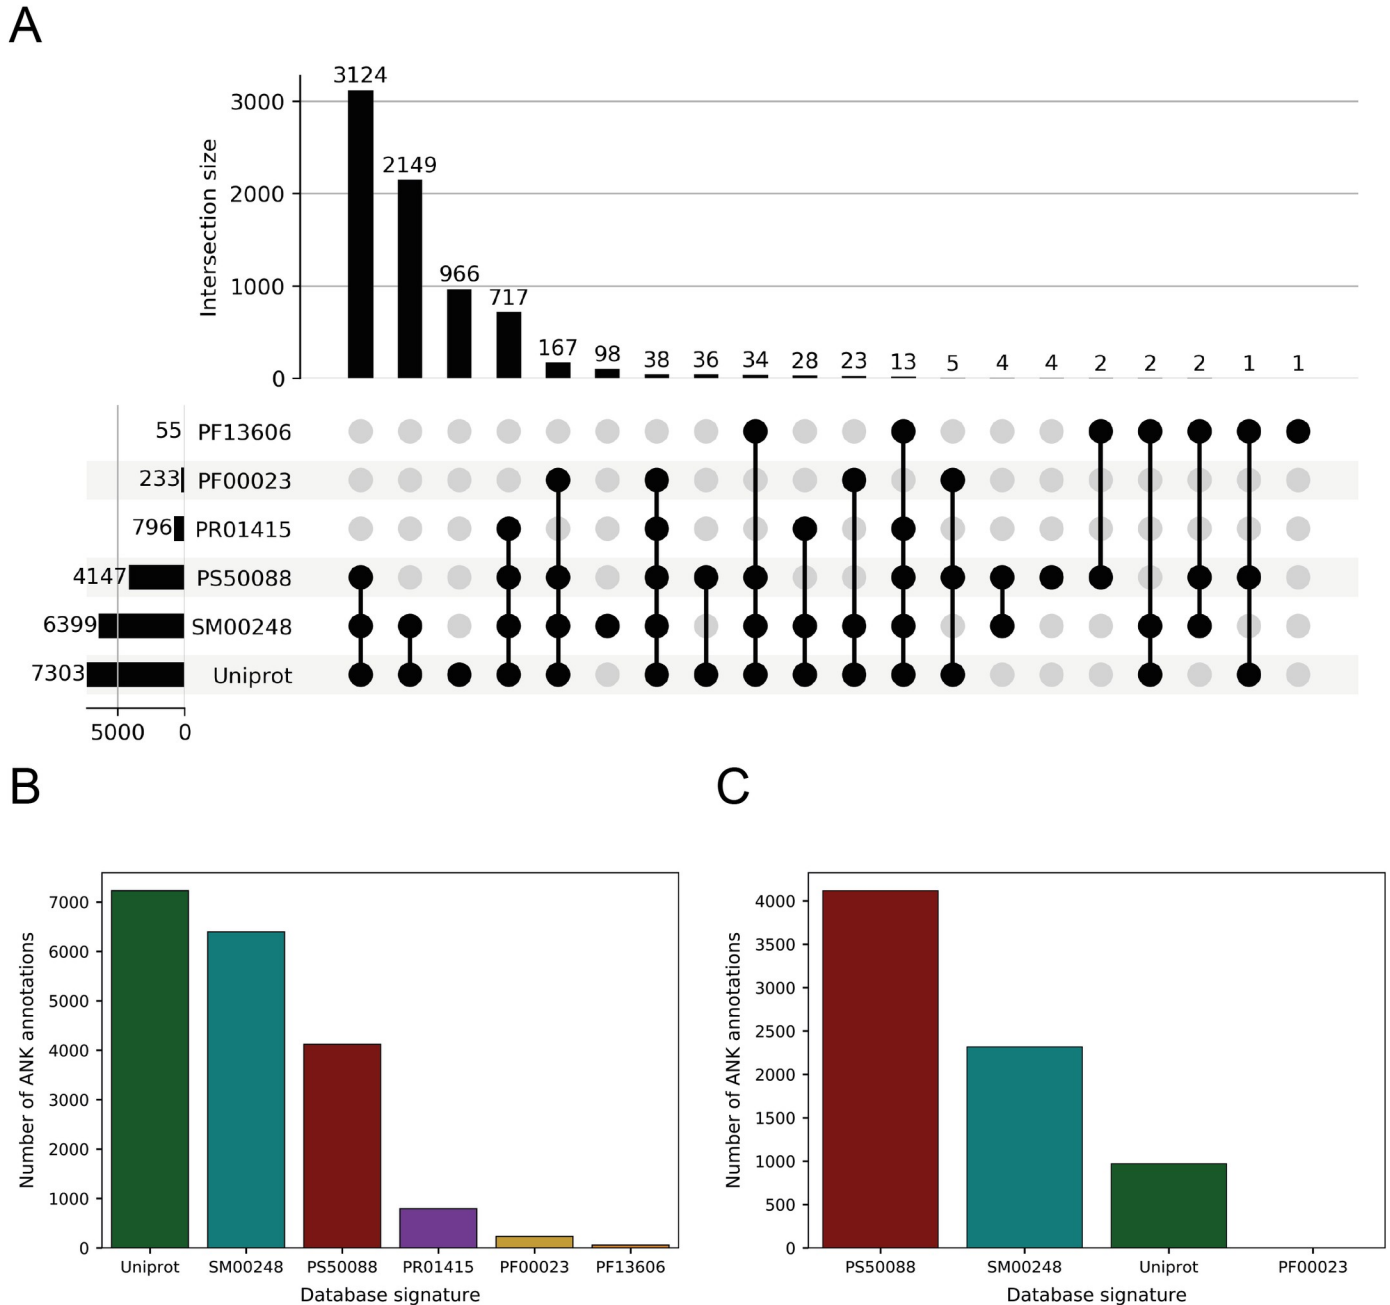 A
Intersection size
3000
2000
1000
0
3124
2149
966
717
167
98
38
36
34
28
23
13
5
4
4
2
2
2
1
1
55 PF13606
233 PF00023
796 PR01415
4147 PS50088
6399 SM00248
7303 Uniprot
5000 0
B
Number of ANK annotations
7000
6000
5000
4000
3000
2000
1000
0
Uniprot SM00248 PS50088 PR01415 PF00023 PF13606
Database signature
C
Number of ANK annotations
4000
3500
3000
2500
2000
1500
1000
500
0
PS50088 SM00248 Uniprot PF00023
Database signature